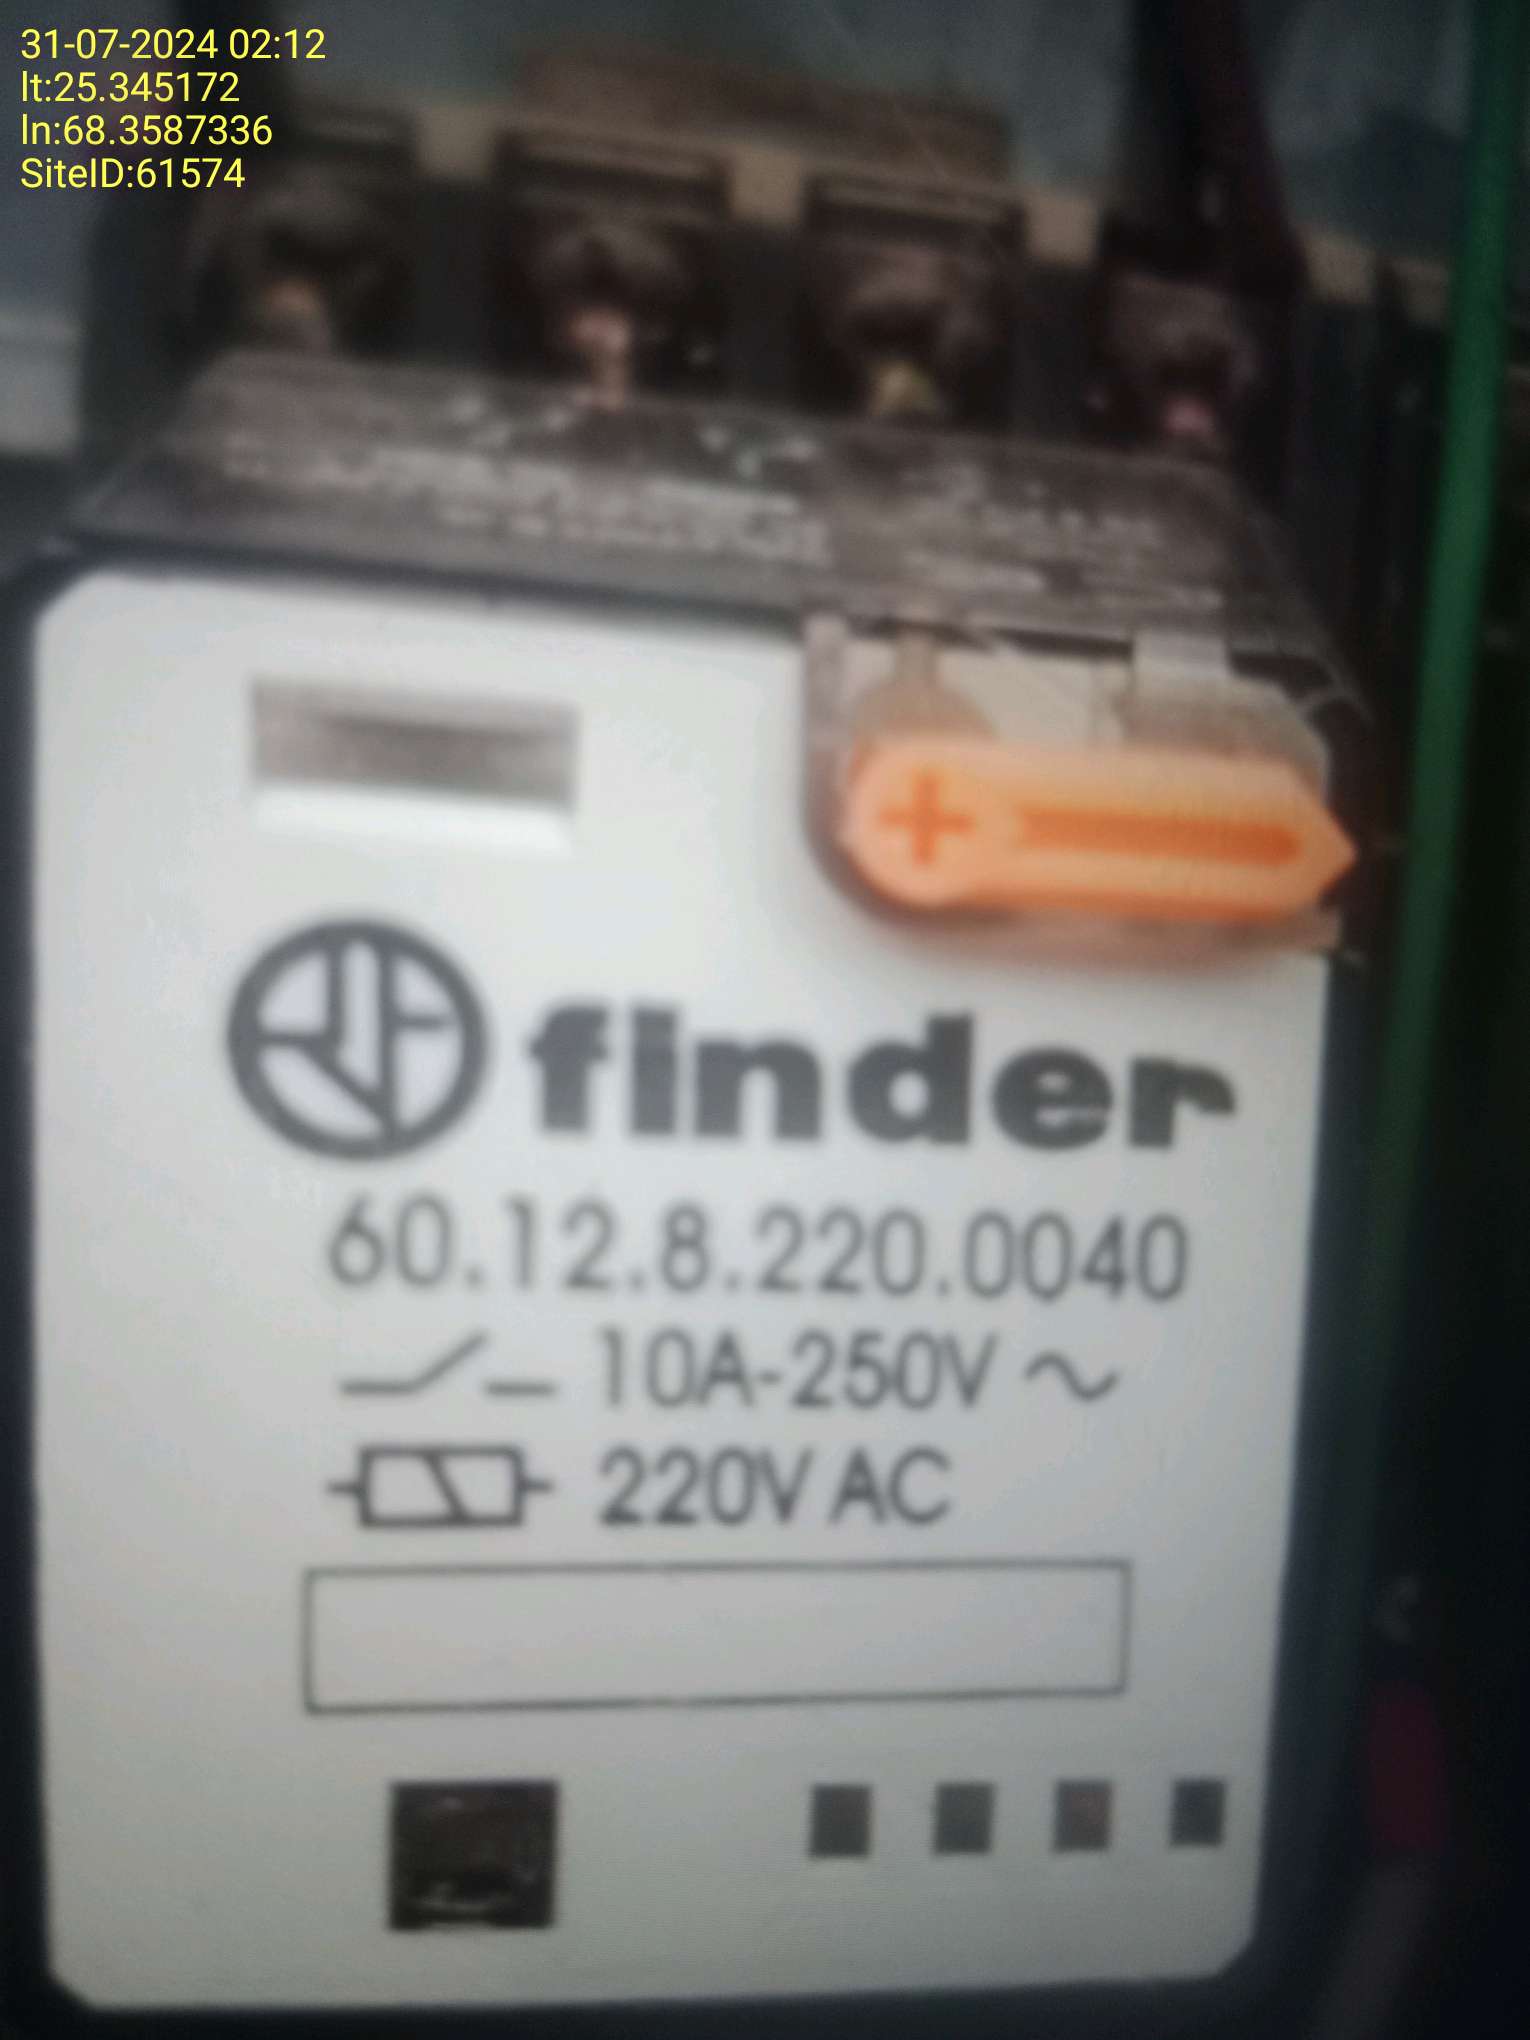 31-07-2024 02:12
lt:25.345172
ln:68.3587336
SiteID:61574
finder
60.12.8.220.0040
10A-250V ~
220V AC